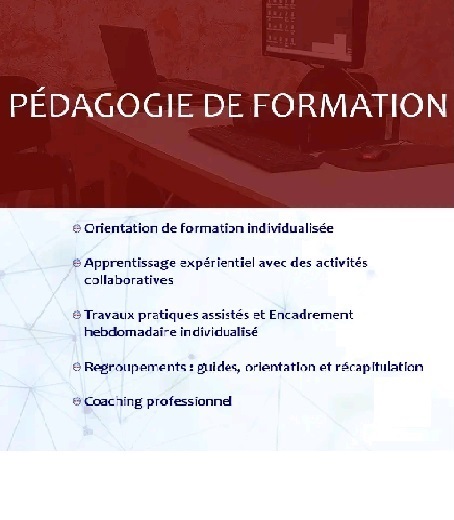 PÉDAGOGIE DE FORMATION
Orientation de formation individualisée
Apprentissage expérientiel avec des activités
collaboratives
Travaux pratiques assistés et Encadrement
hebdomadaire individualisé
Regroupements : guides, orientation et récapitulation
Coaching professionnel